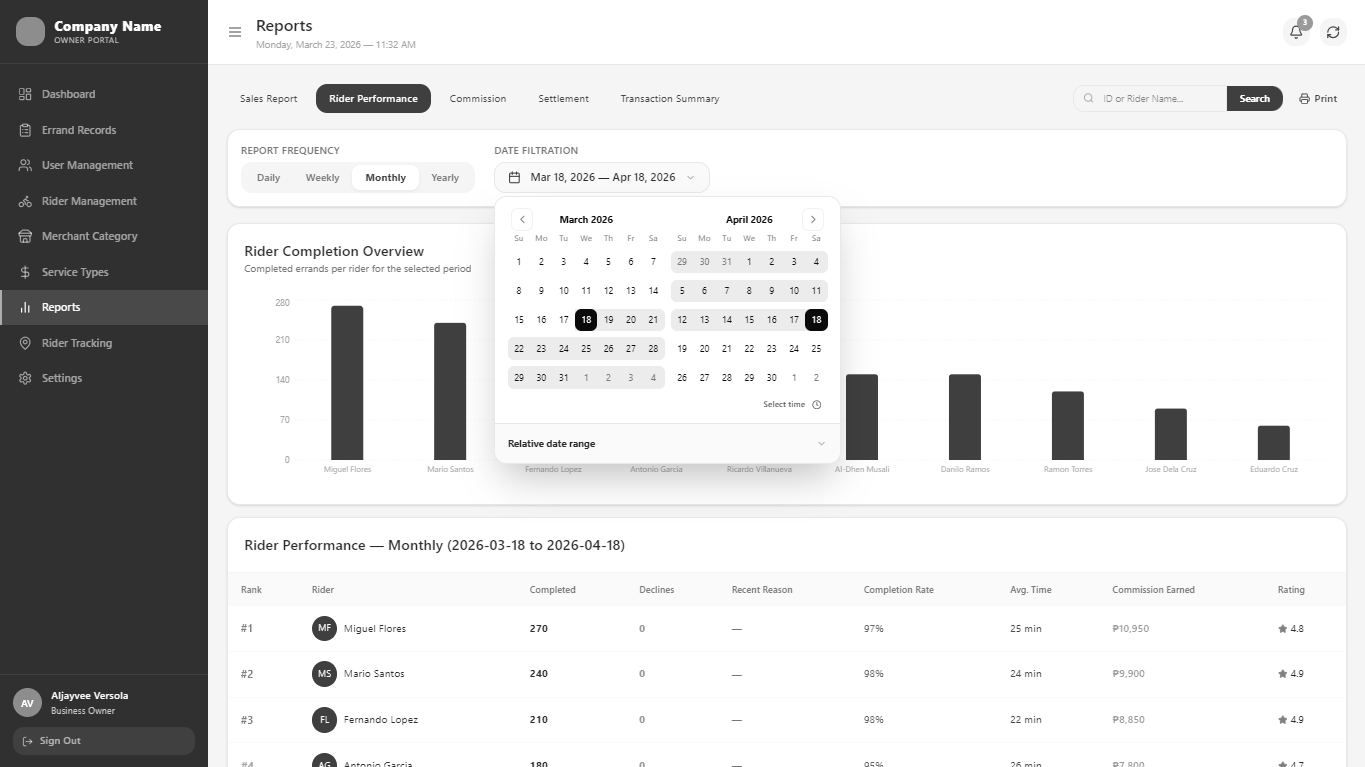 Company Name
OWNER PORTAL
Dashboard
Errand Records
User Management
Rider Management
Merchant Category
Service Types
Reports
Rider Tracking
Settings
AV
Aljayvee Versola
Business Owner
Sign Out
Reports
Monday, March 23, 2026 — 11:32 AM
3
Sales Report Rider Performance Commission Settlement Transaction Summary
ID or Rider Name... Search Print
REPORT FREQUENCY
Daily Weekly Monthly Yearly
DATE FILTRATION
Mar 18, 2026 — Apr 18, 2026
March 2026
Su Mo Tu We Th Fr Sa
1 2 3 4 5 6 7
8 9 10 11 12 13 14
15 16 17 18 19 20 21
22 23 24 25 26 27 28
29 30 31 1 2 3 4
April 2026
Su Mo Tu We Th Fr Sa
29 30 31 1 2 3 4
5 6 7 8 9 10 11
12 13 14 15 16 17 18
19 20 21 22 23 24 25
26 27 28 29 30 1 2
Select time
Relative date range
Rider Completion Overview
Completed errands per rider for the selected period
280
210
140
70
0
Miguel Flores Mario Santos Fernando Lopez Antonio Garcia Ricardo Villanueva Al-Dhen Musali Danilo Ramos Ramon Torres Jose Dela Cruz Eduardo Cruz
Rider Performance — Monthly (2026-03-18 to 2026-04-18)
Rank Rider Completed Declines Recent Reason Completion Rate Avg. Time Commission Earned Rating
#1 MF Miguel Flores 270 0 — 97% 25 min ₱10,950 4.8
#2 MS Mario Santos 240 0 — 98% 24 min ₱9,900 4.9
#3 FL Fernando Lopez 210 0 — 98% 22 min ₱8,850 4.9
#4 AG Antonio Garcia 180 0 — 95% 26 min ₱7,800 4.7